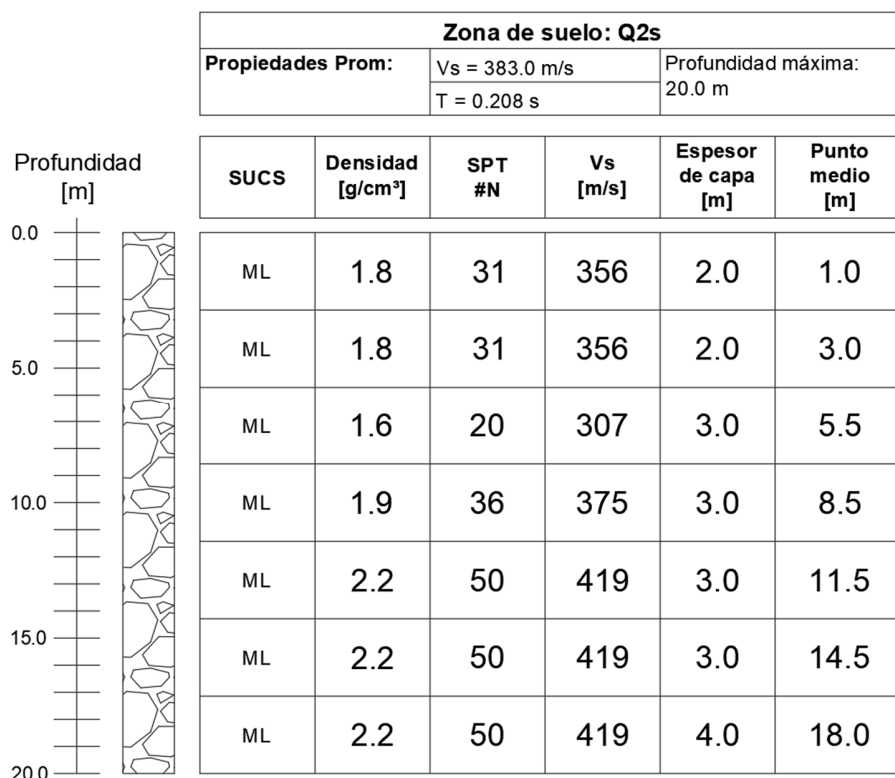 Zona de suelo: Q2s
Propiedades Prom:
Vs = 383.0 m/s
T = 0.208 s
Profundidad máxima:
20.0 m
Profundidad
[m]
SUCS
Densidad
[g/cm³]
SPT
#N
Vs
[m/s]
Espesor
de capa
[m]
Punto
medio
[m]
0.0
ML 1.8 31 356 2.0 1.0
ML 1.8 31 356 2.0 3.0
5.0
ML 1.6 20 307 3.0 5.5
10.0
ML 1.9 36 375 3.0 8.5
ML 2.2 50 419 3.0 11.5
15.0
ML 2.2 50 419 3.0 14.5
ML 2.2 50 419 4.0 18.0
20.0